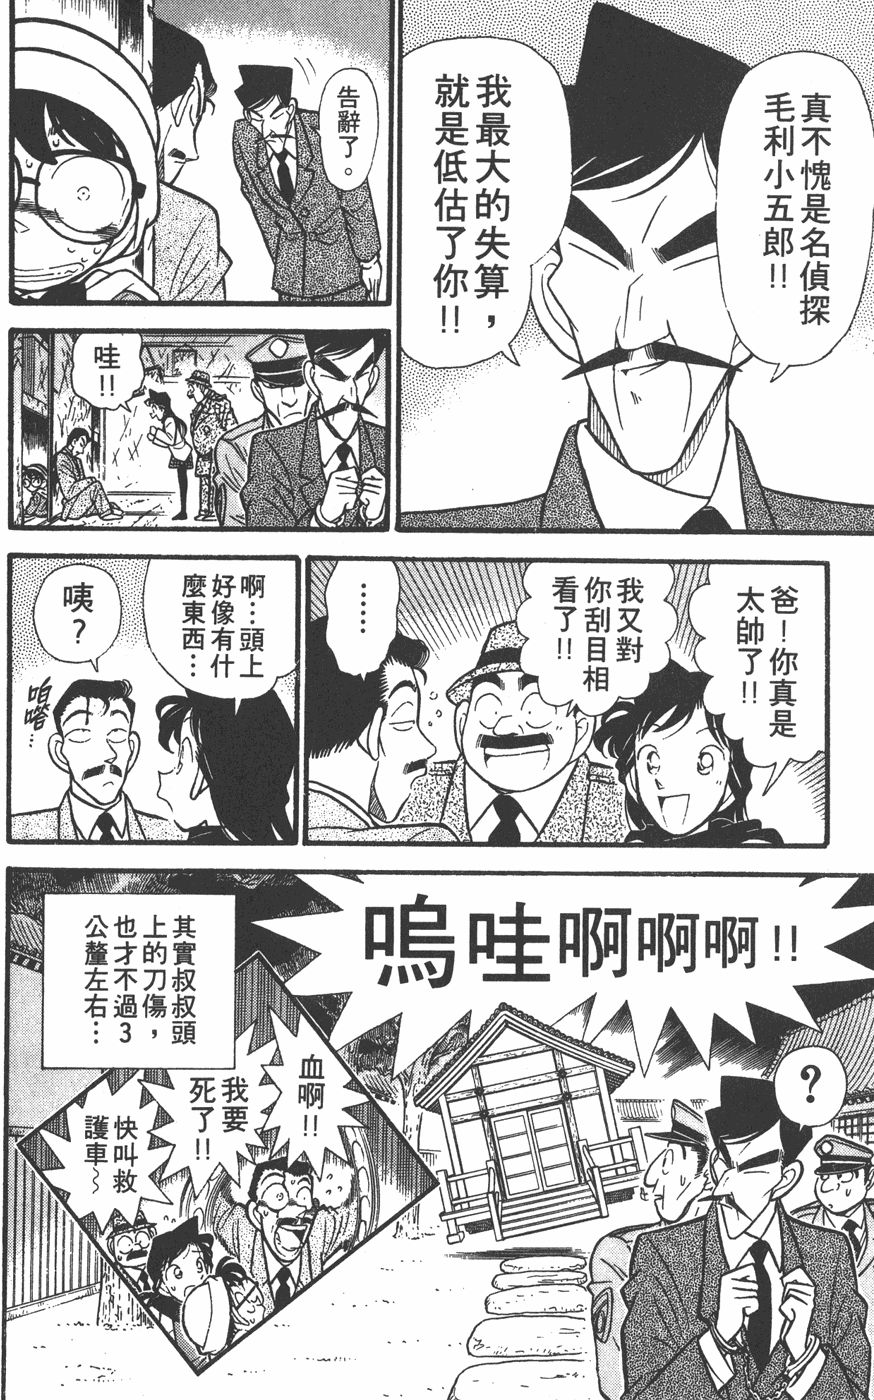 真不愧是名偵探
毛利小五郎!!
我最大的失算，
就是低估了你!!
告辭了。
哇!!
爸!你真是
太帥了!!
我又對
你刮目相
看了!!
……
啊…頭上
好像有什
麼東西…
咦?
嗚哇啊啊啊!!
?
其實叔叔頭
上的刀傷，
也才不過3
公釐左右…
血啊!!
我要
死了!!
快叫救
護車~